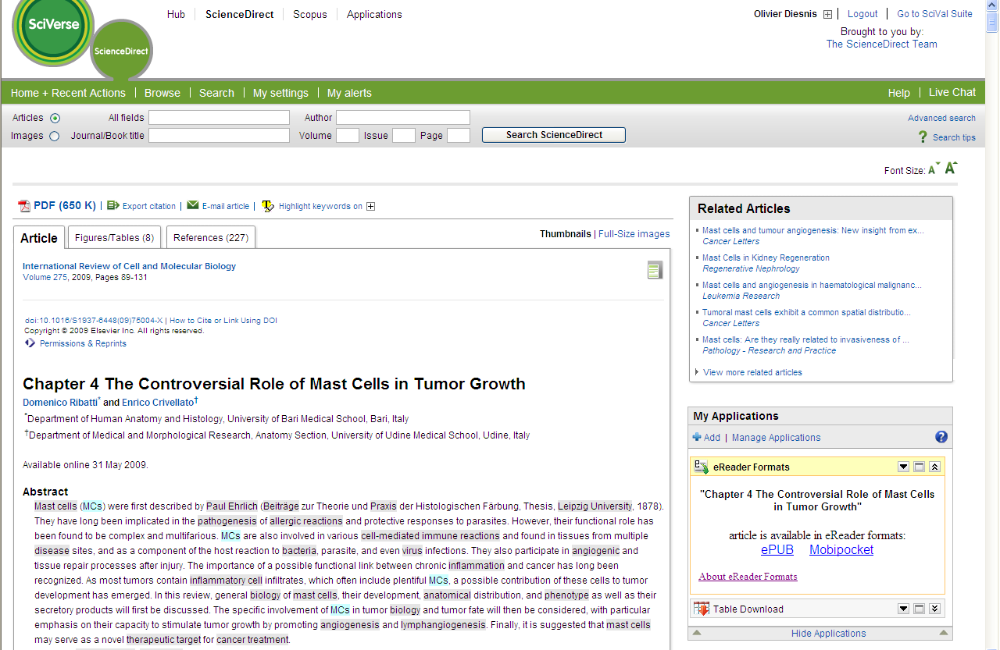 SciVerse
ScienceDirect
Hub ScienceDirect Scopus Applications
Olivier Diesnis Logout Go to SciVal Suite
Brought to you by:
The ScienceDirect Team
Home + Recent Actions Browse Search My settings My alerts
Help Live Chat
Articles All fields Author
Advanced search
Images Journal/Book title Volume Issue Page Search ScienceDirect
? Search tips
Font Size: A A
PDF (650 K) | Export citation | E-mail article | Highlight keywords on
Article Figures/Tables (8) References (227)
Thumbnails | Full-Size images
International Review of Cell and Molecular Biology
Volume 275, 2009, Pages 89-131
doi:10.1016/S1937-6448(09)75004-X | How to Cite or Link Using DOI
Copyright © 2009 Elsevier Inc. All rights reserved.
Permissions & Reprints
Chapter 4 The Controversial Role of Mast Cells in Tumor Growth
Domenico Ribatti* and Enrico Crivellato†
*Department of Human Anatomy and Histology, University of Bari Medical School, Bari, Italy
†Department of Medical and Morphological Research, Anatomy Section, University of Udine Medical School, Udine, Italy
Available online 31 May 2009.
Abstract
Mast cells (MCs) were first described by Paul Ehrlich (Beiträge zur Theorie und Praxis der Histologischen Färbung, Thesis, Leipzig University, 1878).
They have long been implicated in the pathogenesis of allergic reactions and protective responses to parasites. However, their functional role has
been found to be complex and multifarious. MCs are also involved in various cell-mediated immune reactions and found in tissues from multiple
disease sites, and as a component of the host reaction to bacteria, parasite, and even virus infections. They also participate in angiogenic and
tissue repair processes after injury. The importance of a possible functional link between chronic inflammation and cancer has long been
recognized. As most tumors contain inflammatory cell infiltrates, which often include plentiful MCs, a possible contribution of these cells to tumor
development has emerged. In this review, general biology of mast cells, their development, anatomical distribution, and phenotype as well as their
secretory products will first be discussed. The specific involvement of MCs in tumor biology and tumor fate will then be considered, with particular
emphasis on their capacity to stimulate tumor growth by promoting angiogenesis and lymphangiogenesis. Finally, it is suggested that mast cells
may serve as a novel therapeutic target for cancer treatment.
Related Articles
Mast cells and tumour angiogenesis: New insight from ex...
Cancer Letters
Mast Cells in Kidney Regeneration
Regenerative Nephrology
Mast cells and angiogenesis in haematological malignanc...
Leukemia Research
Tumoral mast cells exhibit a common spatial distributio...
Cancer Letters
Mast cells: Are they really related to invasiveness of ...
Pathology - Research and Practice
View more related articles
My Applications
Add | Manage Applications ?
eReader Formats
"Chapter 4 The Controversial Role of Mast Cells
in Tumor Growth"
article is available in eReader formats:
ePUB Mobipocket
About eReader Formats
Table Download
Hide Applications